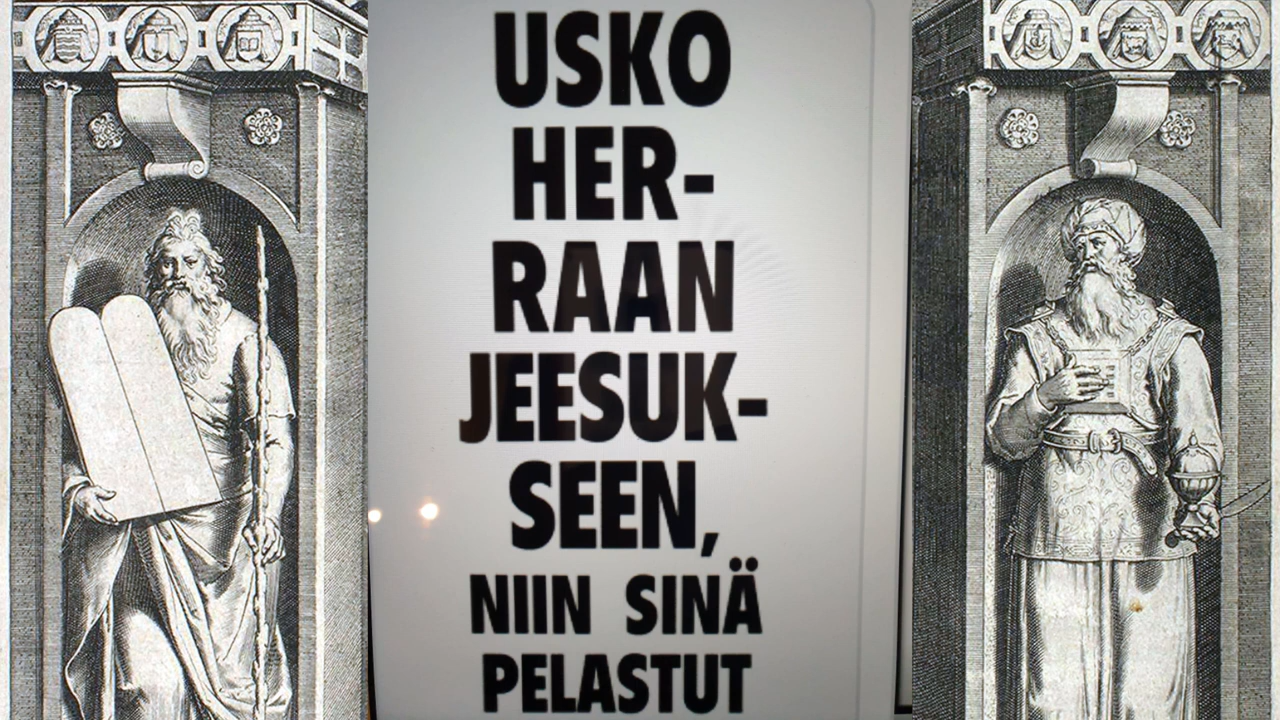 USKO
HER-
RAAN
JEESUK-
SEEN,
NIIN SINÄ
PELASTUT